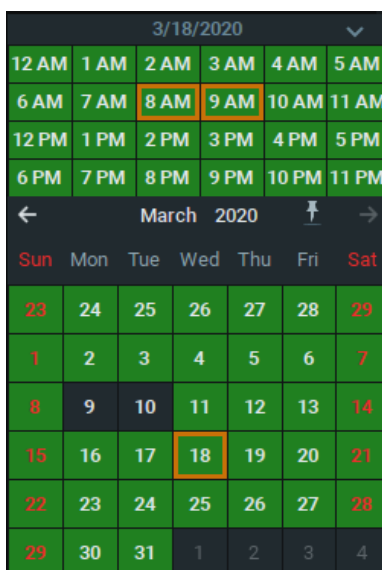 3/18/2020
12 AM 1 AM 2 AM 3 AM 4 AM 5 AM
6 AM 7 AM 8 AM 9 AM 10 AM 11 AM
12 PM 1 PM 2 PM 3 PM 4 PM 5 PM
6 PM 7 PM 8 PM 9 PM 10 PM 11 PM
March 2020
Sun Mon Tue Wed Thu Fri Sat
23 24 25 26 27 28 29
1 2 3 4 5 6 7
8 9 10 11 12 13 14
15 16 17 18 19 20 21
22 23 24 25 26 27 28
29 30 31 1 2 3 4